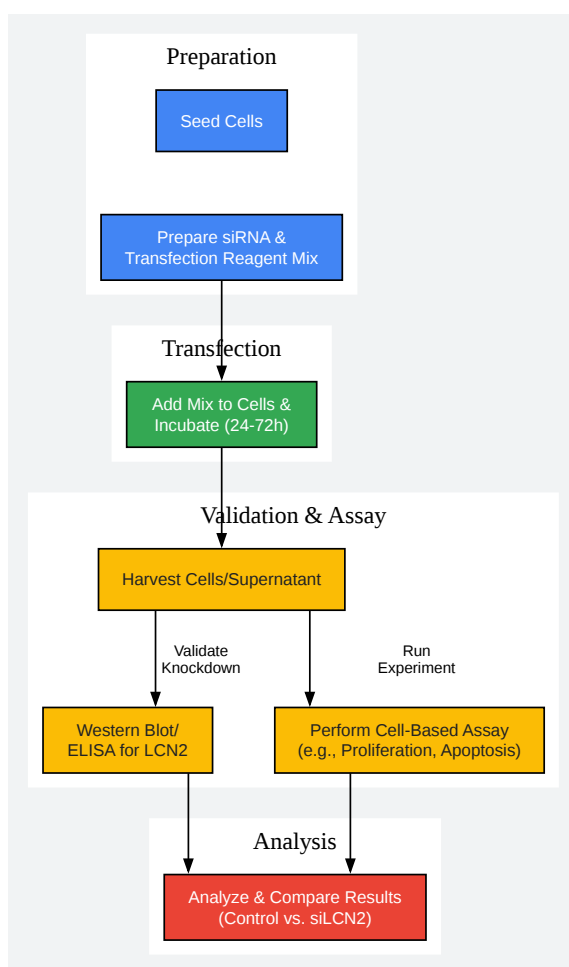 Preparation
Seed Cells
Prepare siRNA &
Transfection Reagent Mix
Transfection
Add Mix to Cells &
Incubate (24-72h)
Validation & Assay
Harvest Cells/Supernatant
Validate
Knockdown
Run
Experiment
Western Blot/
ELISA for LCN2
Perform Cell-Based Assay
(e.g., Proliferation, Apoptosis)
Analysis
Analyze & Compare Results
(Control vs. siLCN2)